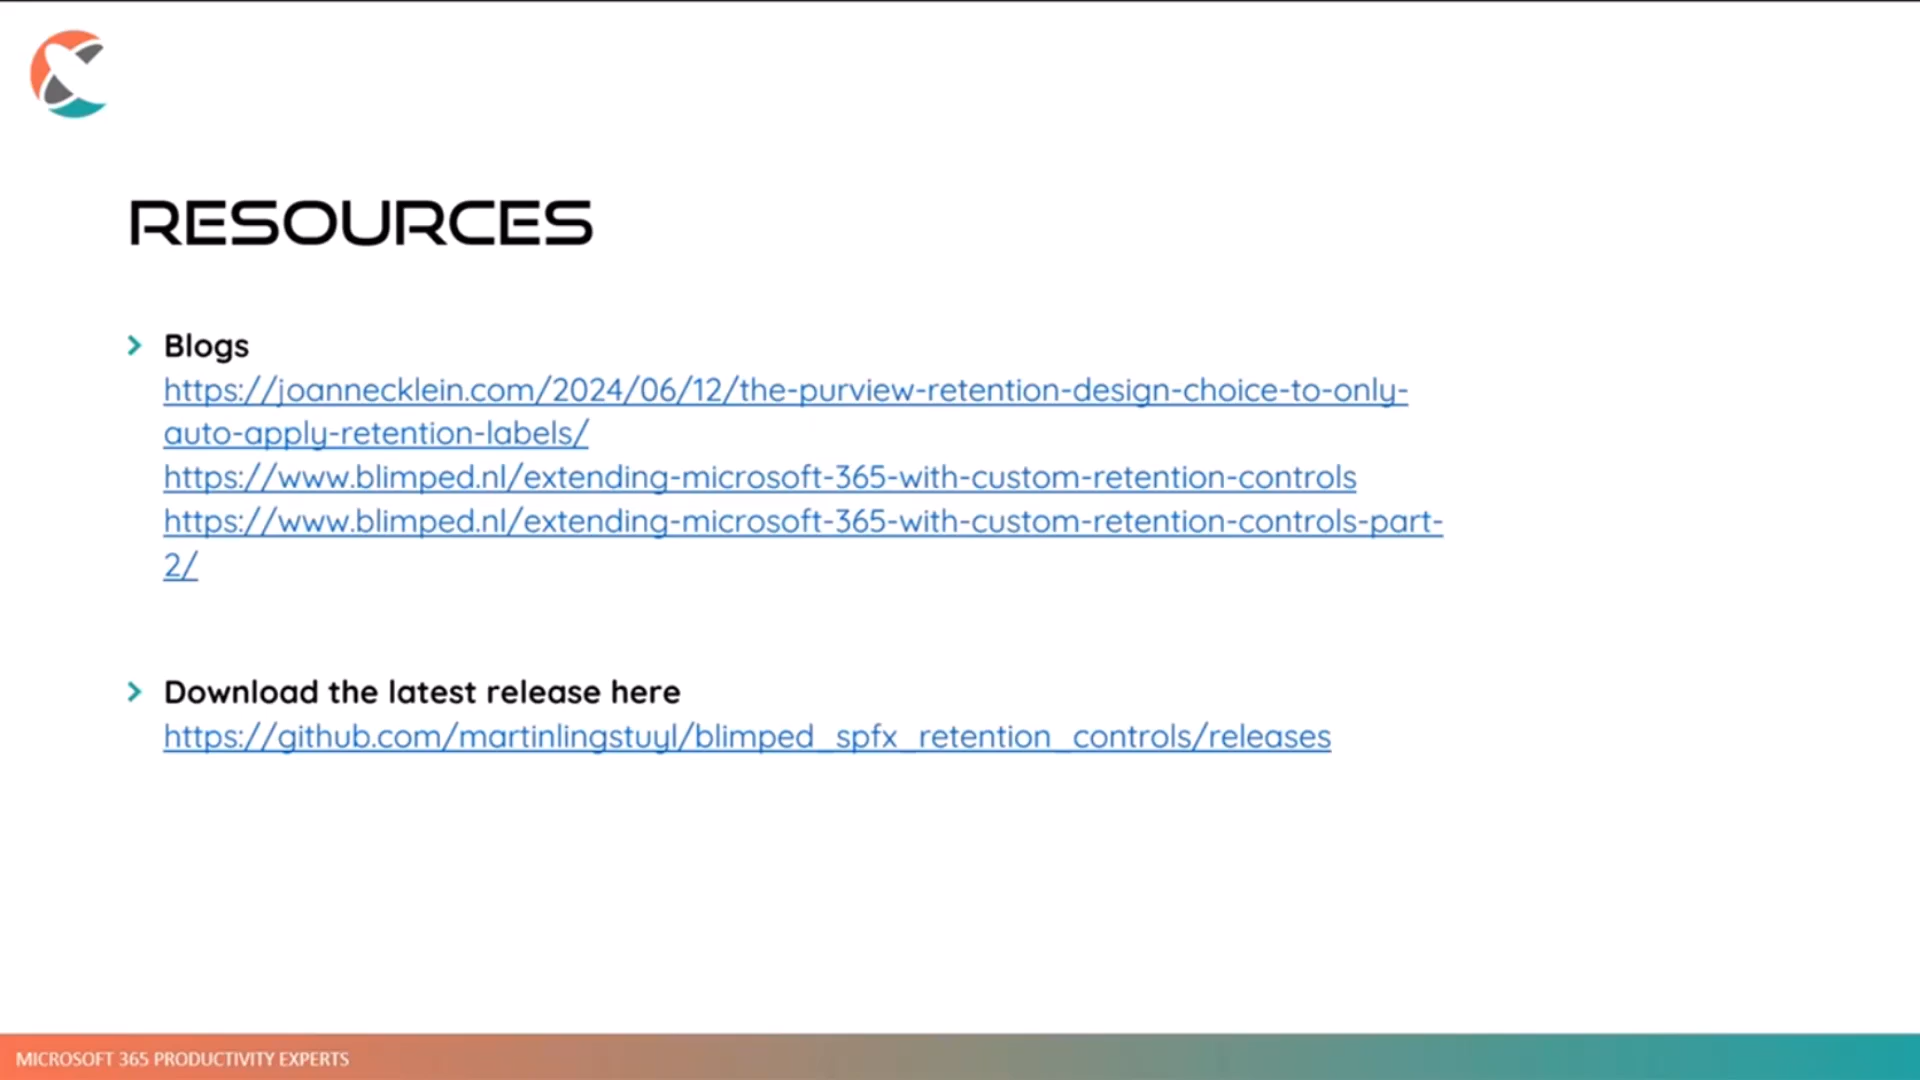 RESOURCES
Blogs
https://joannecklein.com/2024/06/12/the-purview-retention-design-choice-to-only-
auto-apply-retention-labels/
https://www.blimped.nl/extending-microsoft-365-with-custom-retention-controls
https://www.blimped.nl/extending-microsoft-365-with-custom-retention-controls-part-
2/
Download the latest release here
https://github.com/martinlingstuyl/blimped_spfx_retention_controls/releases
MICROSOFT 365 PRODUCTIVITY EXPERTS